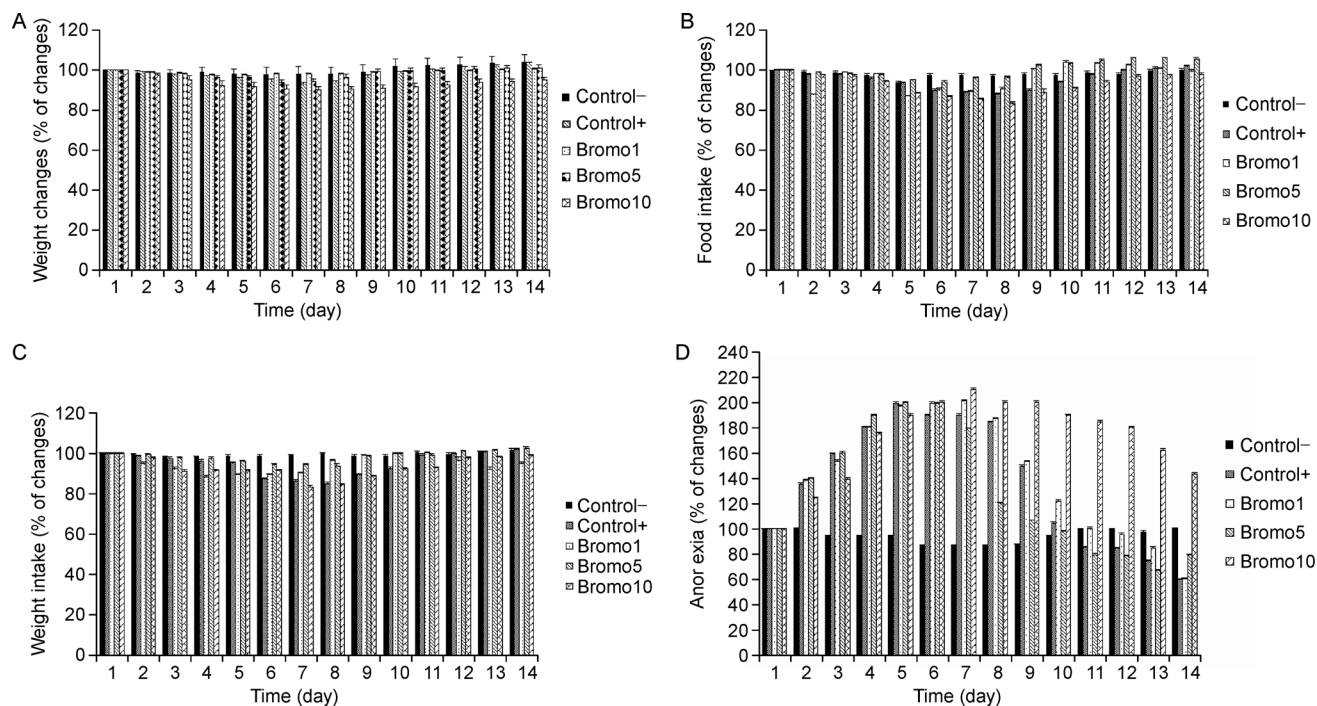 A
Weight changes (% of changes)
120
100
80
60
40
20
0
1 2 3 4 5 6 7 8 9 10 11 12 13 14
Time (day)
Control−
Control+
Bromo1
Bromo5
Bromo10
B
Food intake (% of changes)
120
100
80
60
40
20
0
1 2 3 4 5 6 7 8 9 10 11 12 13 14
Time (day)
Control−
Control+
Bromo1
Bromo5
Bromo10
C
Weight intake (% of changes)
120
100
80
60
40
20
0
1 2 3 4 5 6 7 8 9 10 11 12 13 14
Time (day)
Control−
Control+
Bromo1
Bromo5
Bromo10
D
Anor exia (% of changes)
240
220
200
180
160
140
120
100
80
60
40
20
0
1 2 3 4 5 6 7 8 9 10 11 12 13 14
Time (day)
Control−
Control+
Bromo1
Bromo5
Bromo10